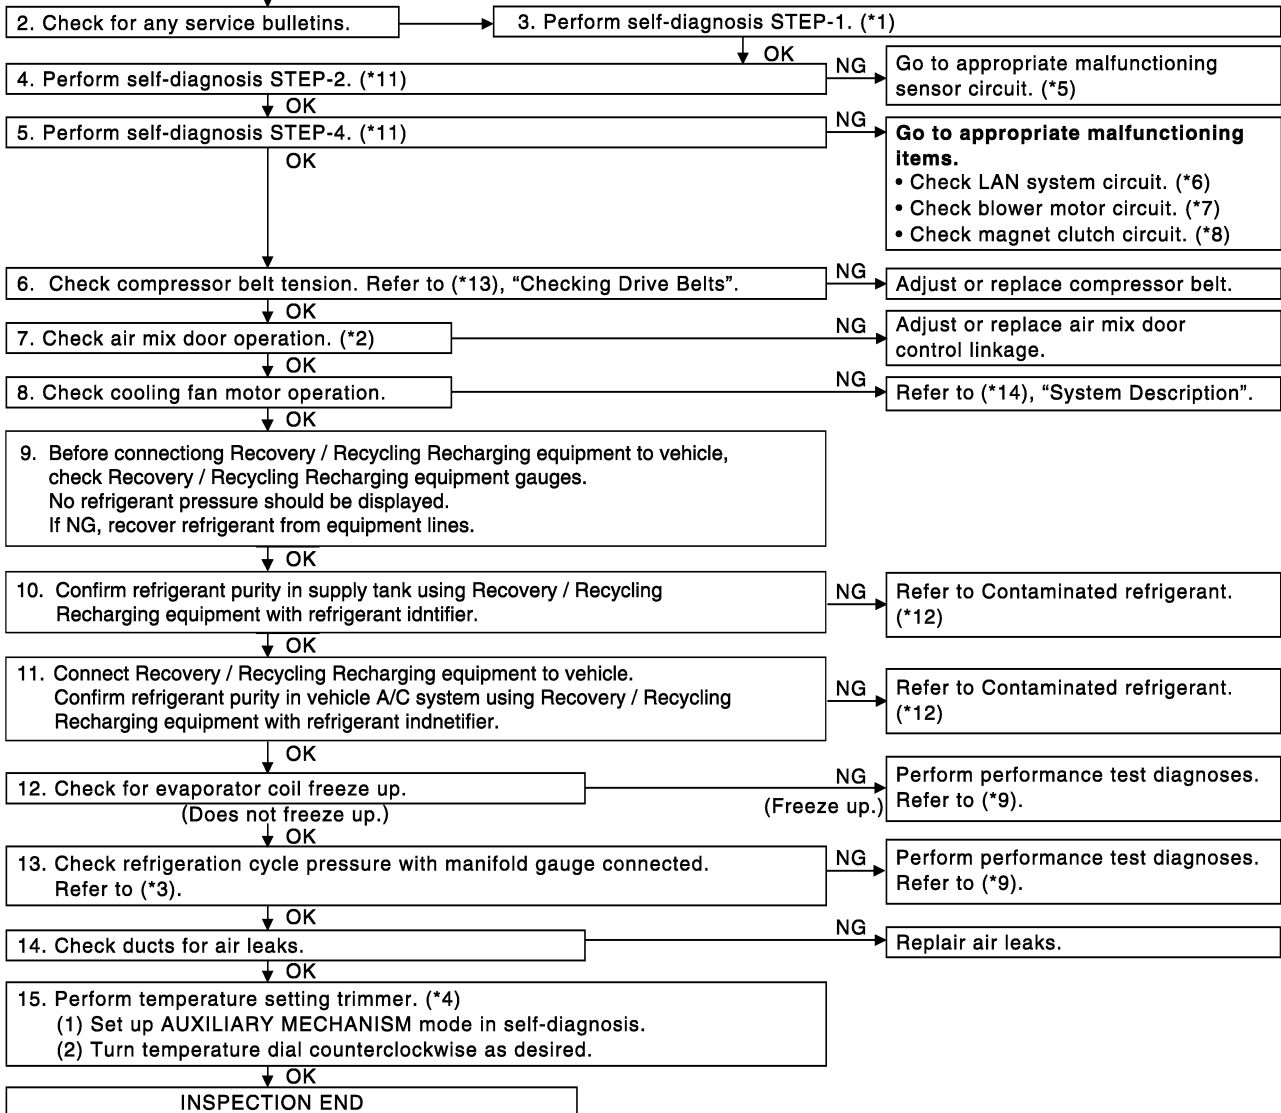 2. Check for any service bulletins.
3. Perform self-diagnosis STEP-1. (*1)
OK
4. Perform self-diagnosis STEP-2. (*11)
NG
Go to appropriate malfunctioning
sensor circuit. (*5)
OK
5. Perform self-diagnosis STEP-4. (*11)
NG
Go to appropriate malfunctioning
items.
• Check LAN system circuit. (*6)
• Check blower motor circuit. (*7)
• Check magnet clutch circuit. (*8)
OK
6. Check compressor belt tension. Refer to (*13), “Checking Drive Belts”.
NG
Adjust or replace compressor belt.
OK
7. Check air mix door operation. (*2)
NG
Adjust or replace air mix door
control linkage.
OK
8. Check cooling fan motor operation.
NG
Refer to (*14), “System Description”.
OK
9. Before connectiong Recovery / Recycling Recharging equipment to vehicle,
check Recovery / Recycling Recharging equipment gauges.
No refrigerant pressure should be displayed.
If NG, recover refrigerant from equipment lines.
OK
10. Confirm refrigerant purity in supply tank using Recovery / Recycling
Recharging equipment with refrigerant idntifier.
NG
Refer to Contaminated refrigerant.
(*12)
OK
11. Connect Recovery / Recycling Recharging equipment to vehicle.
Confirm refrigerant purity in vehicle A/C system using Recovery / Recycling
Recharging equipment with refrigerant indnetifier.
NG
Refer to Contaminated refrigerant.
(*12)
OK
12. Check for evaporator coil freeze up.
NG
(Freeze up.)
Perform performance test diagnoses.
Refer to (*9).
(Does not freeze up.)
OK
13. Check refrigeration cycle pressure with manifold gauge connected.
Refer to (*3).
NG
Perform performance test diagnoses.
Refer to (*9).
OK
14. Check ducts for air leaks.
NG
Replair air leaks.
OK
15. Perform temperature setting trimmer. (*4)
(1) Set up AUXILIARY MECHANISM mode in self-diagnosis.
(2) Turn temperature dial counterclockwise as desired.
OK
INSPECTION END